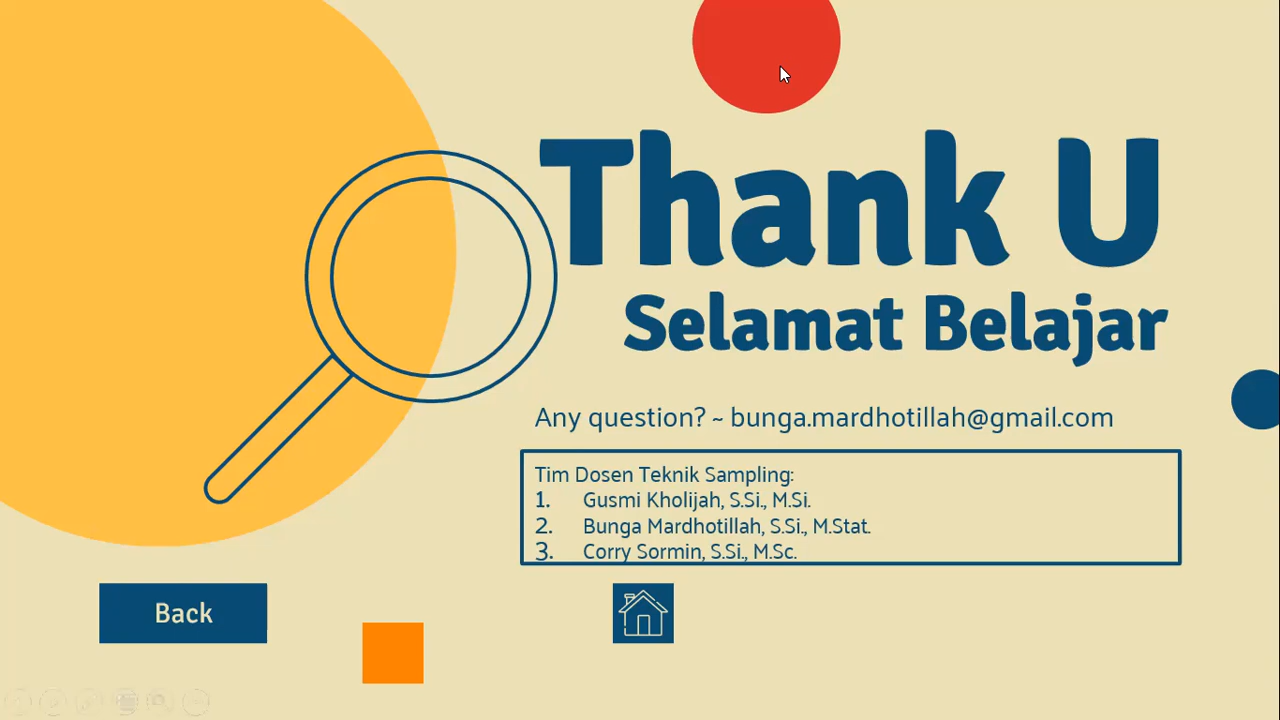 Thank U
Selamat Belajar
Any question? ~ bunga.mardhotillah@gmail.com
Tim Dosen Teknik Sampling:
1. Gusmi Kholijah, S.Si., M.Si.
2. Bunga Mardhotillah, S.Si., M.Stat.
3. Corry Sormin, S.Si., M.Sc.
Back